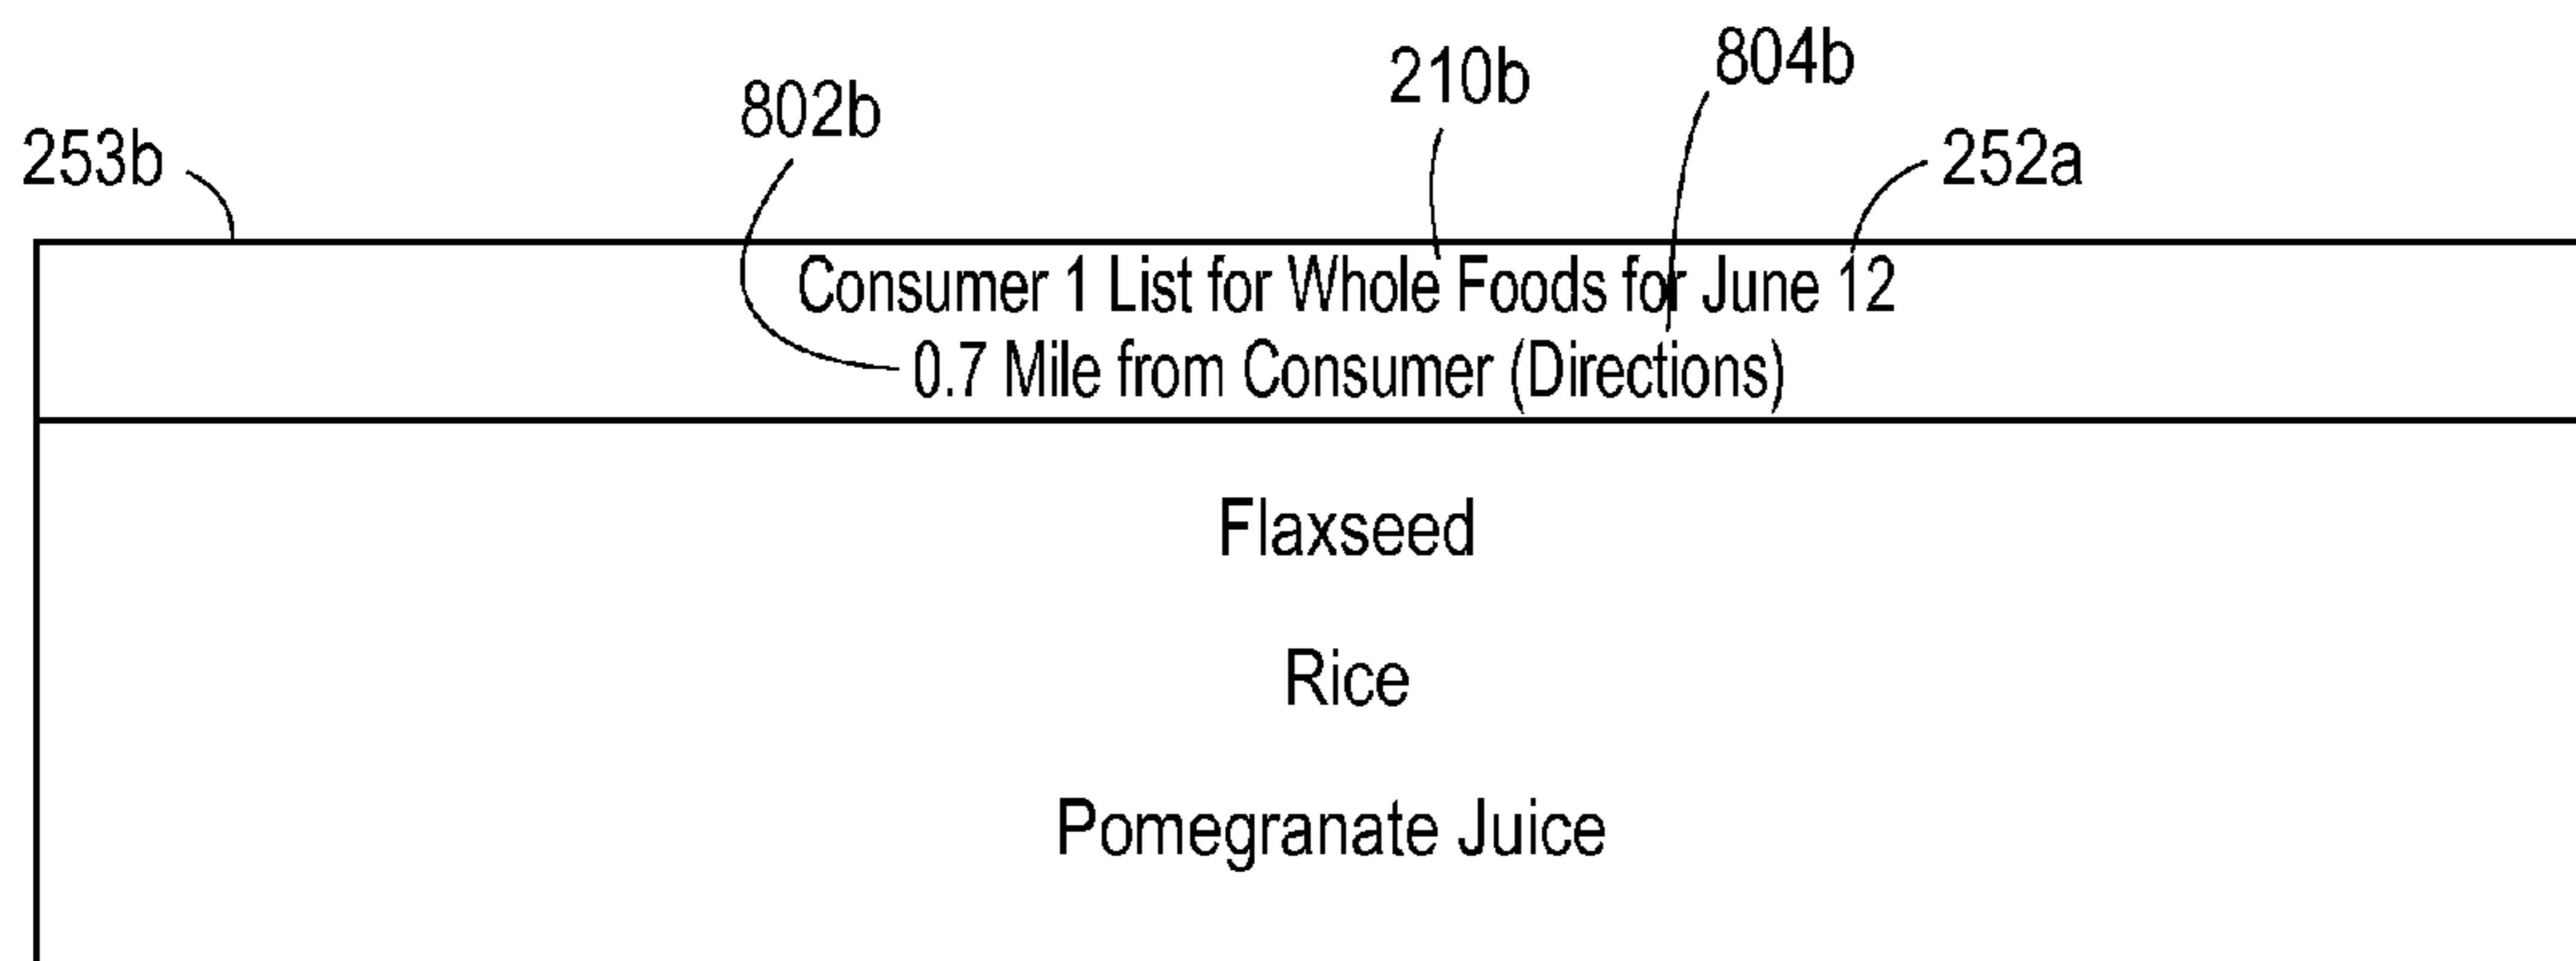 210b 804b
802b 252a
253b
Consumer 1 List for Whole Foods for June 12
0.7 Mile from Consumer (Directions)
Flaxseed
Rice
Pomegranate Juice